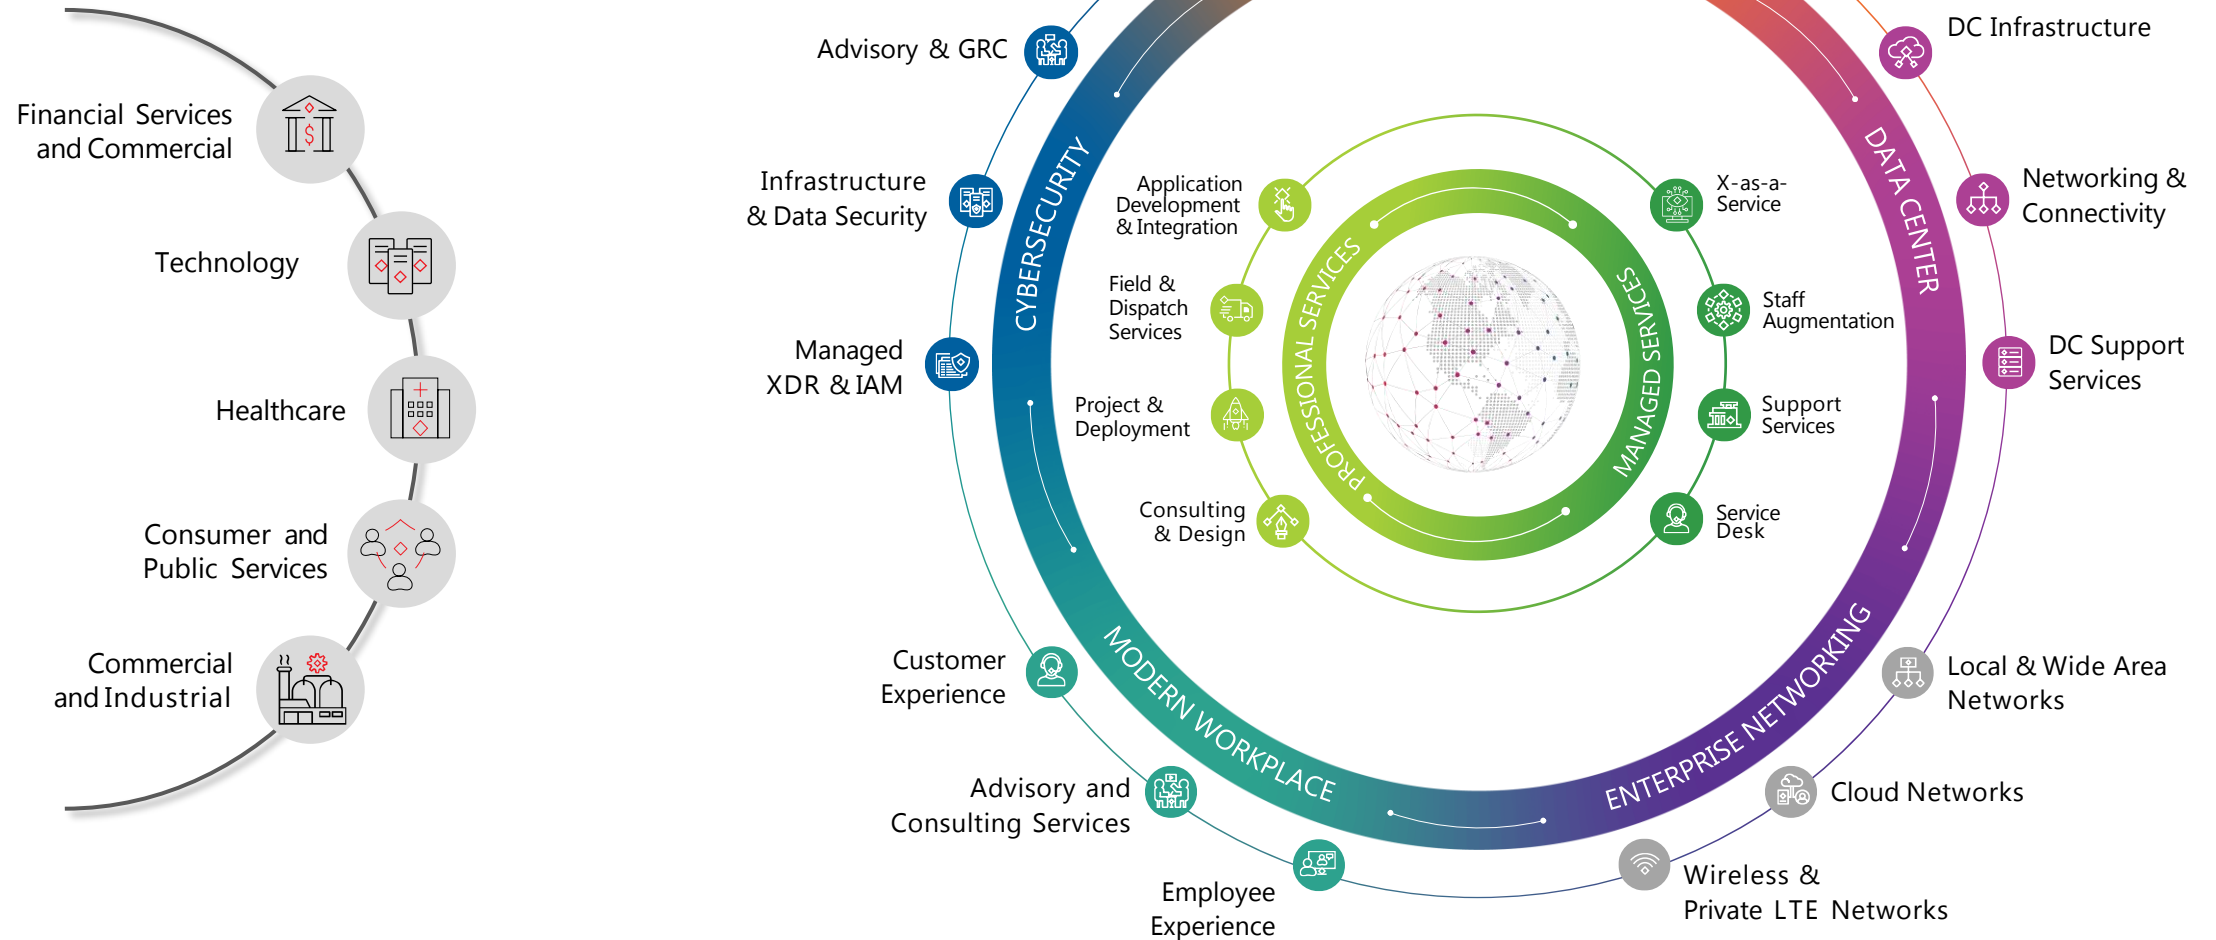 Financial Services
and Commercial
Technology
Healthcare
Consumer and
Public Services
Commercial
and Industrial
Advisory & GRC
Infrastructure
& Data Security
Managed
XDR & IAM
CYBERSECURITY
DATA CENTER
MODERN WORKPLACE
ENTERPRISE NETWORKING
PROFESSIONAL SERVICES
MANAGED SERVICES
Application
Development
& Integration
Field &
Dispatch
Services
Project &
Deployment
Consulting
& Design
X-as-a-
Service
Staff
Augmentation
Support
Services
Service
Desk
DC Infrastructure
Networking &
Connectivity
DC Support
Services
Customer
Experience
Advisory and
Consulting Services
Employee
Experience
Local & Wide Area
Networks
Cloud Networks
Wireless &
Private LTE Networks